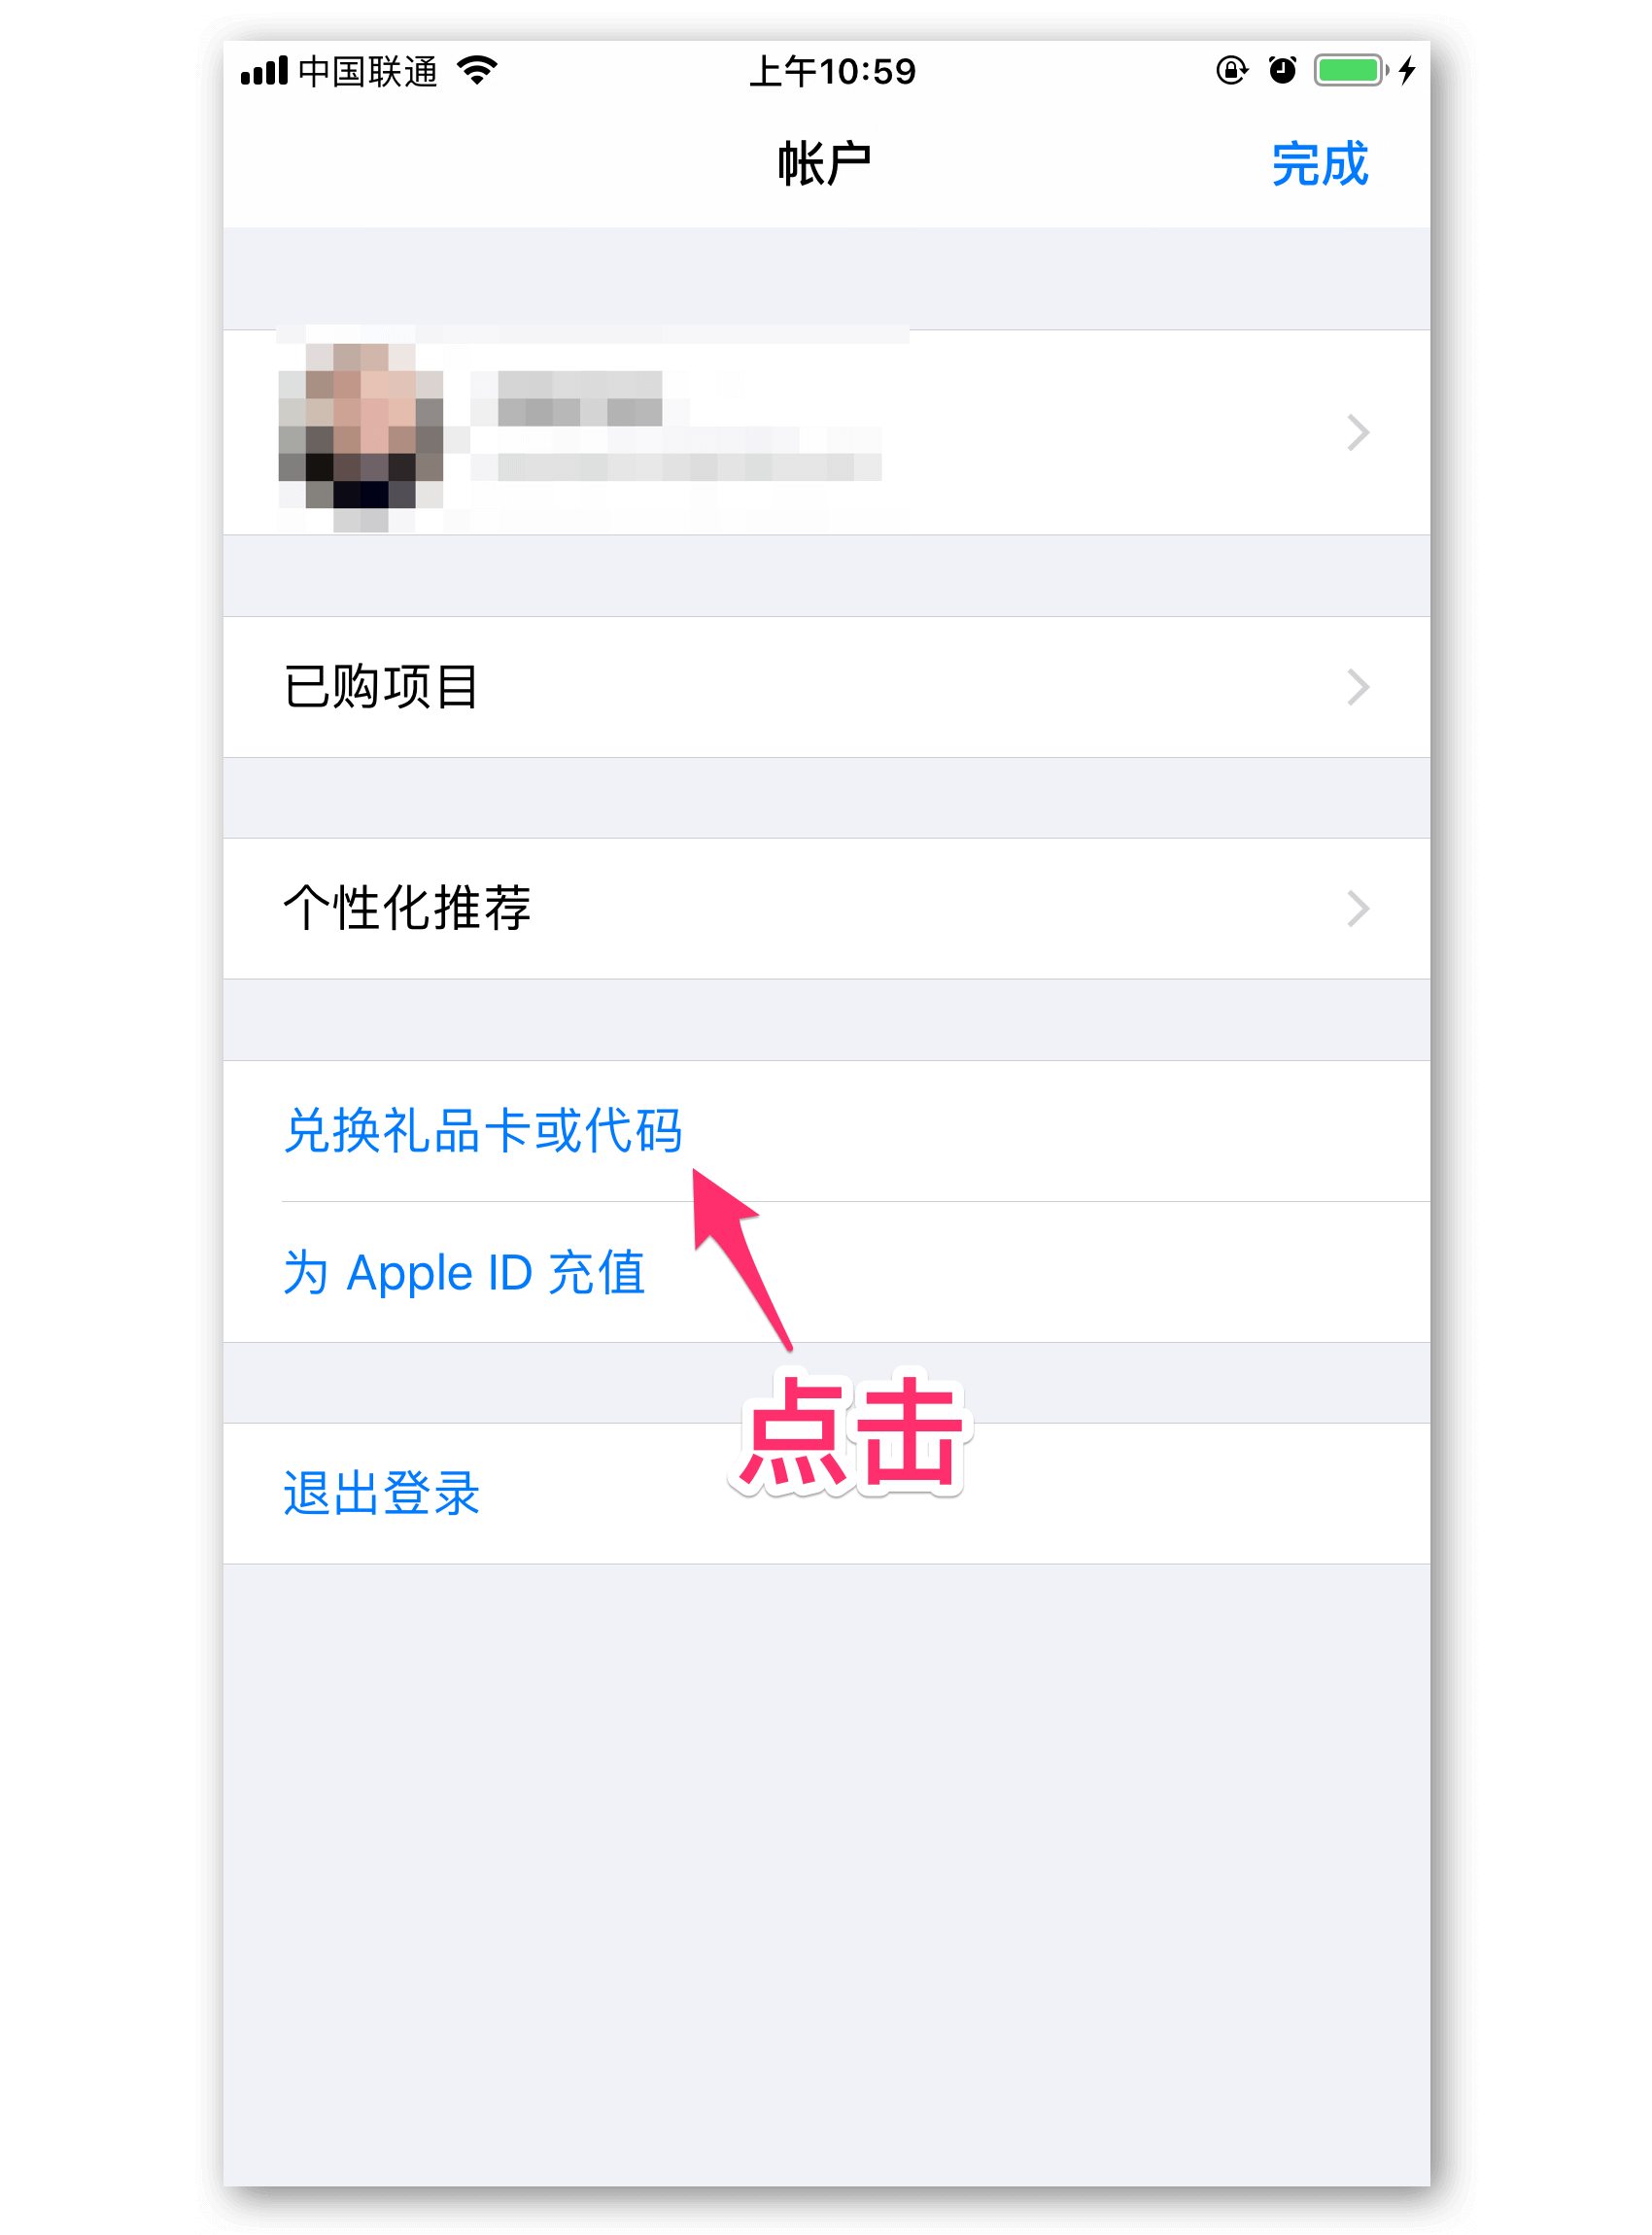 中国联通 上午10:59
帐户 完成
已购项目
个性化推荐
兑换礼品卡或代码
为 Apple ID 充值
点击
退出登录